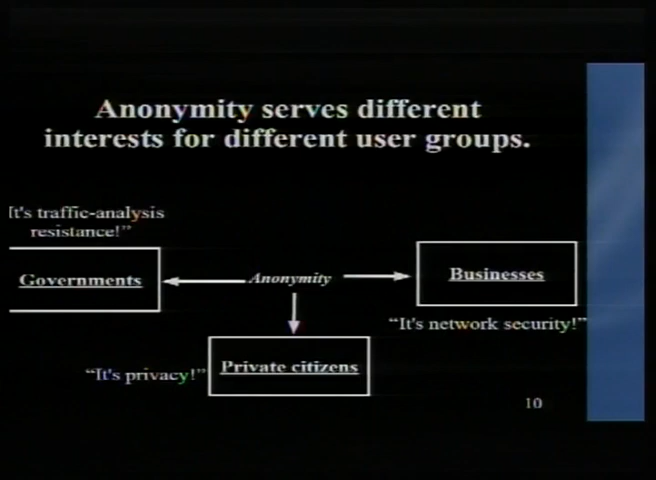 Anonymity serves different
interests for different user groups.
It's traffic-analysis
resistance!”
Governments
Anonymity
Businesses
“It's network security!”
“It's privacy!”
Private citizens
10